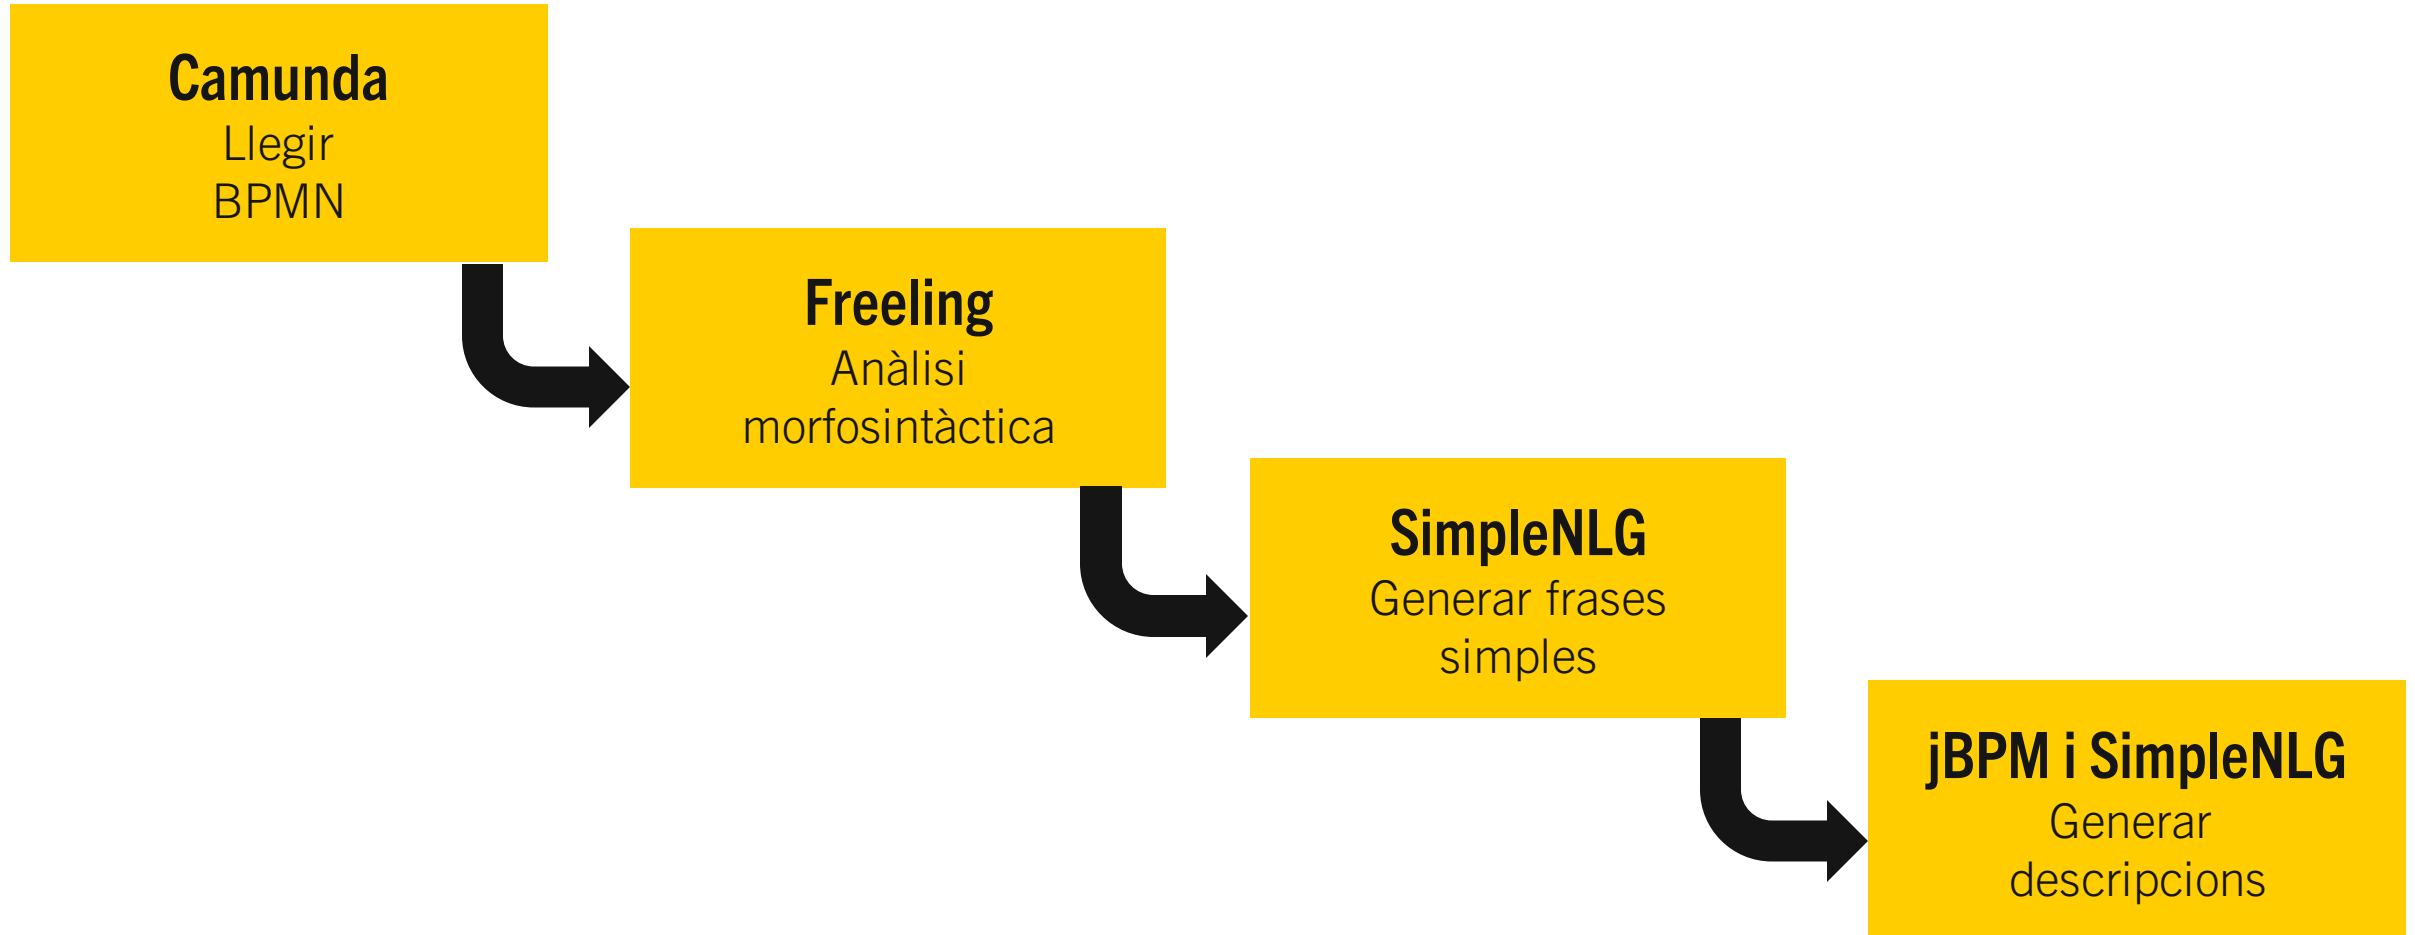 Camunda
Llegir
BPMN
Freeling
Anàlisi
morfosintàctica
SimpleNLG
Generar frases
simples
jBPM i SimpleNLG
Generar
descripcions